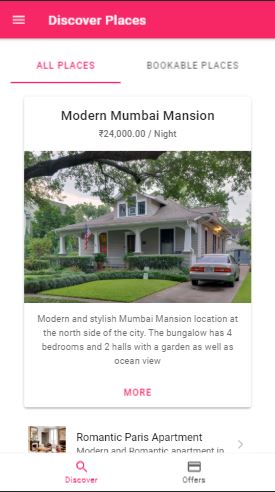 Discover Places
ALL PLACES
BOOKABLE PLACES
Modern Mumbai Mansion
₹24,000.00 / Night
Modern and stylish Mumbai Mansion location at
the north side of the city. The bungalow has 4
bedrooms and 2 halls with a garden as well as
ocean view
MORE
Romantic Paris Apartment
Modern and Romantic apartment in
Discover
Offers